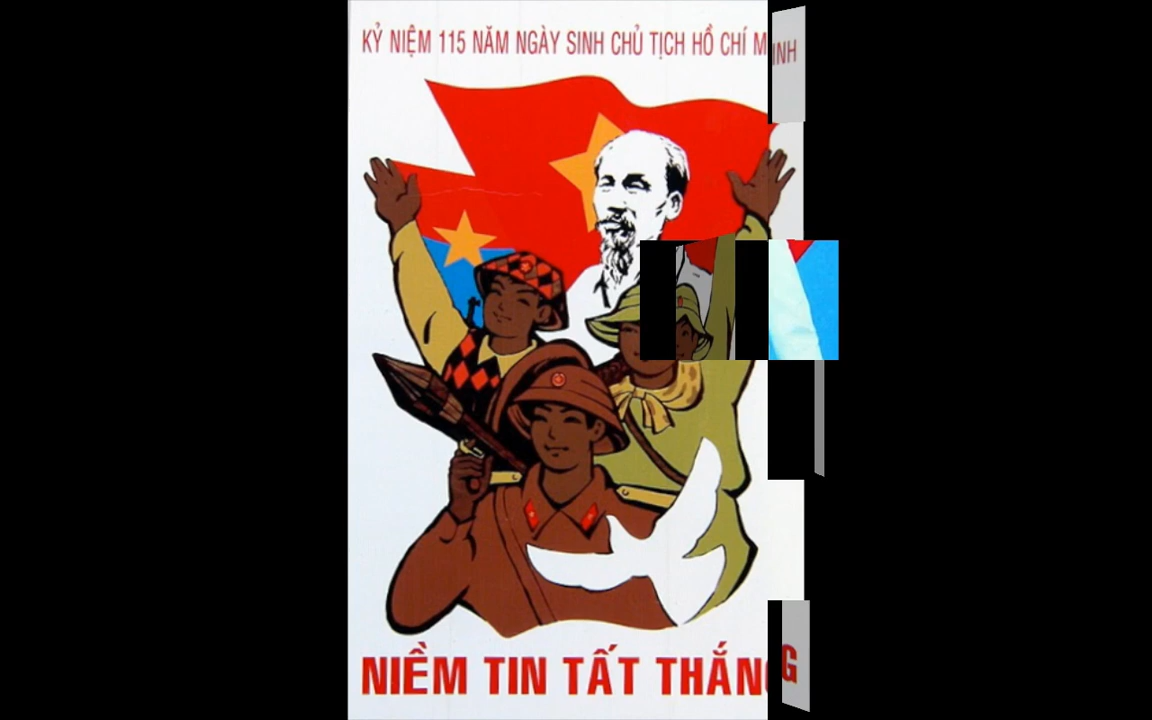 KỶ NIỆM 115 NĂM NGÀY SINH CHỦ TỊCH HỒ CHÍ MINH
NIỀM TIN TẤT THẮNG